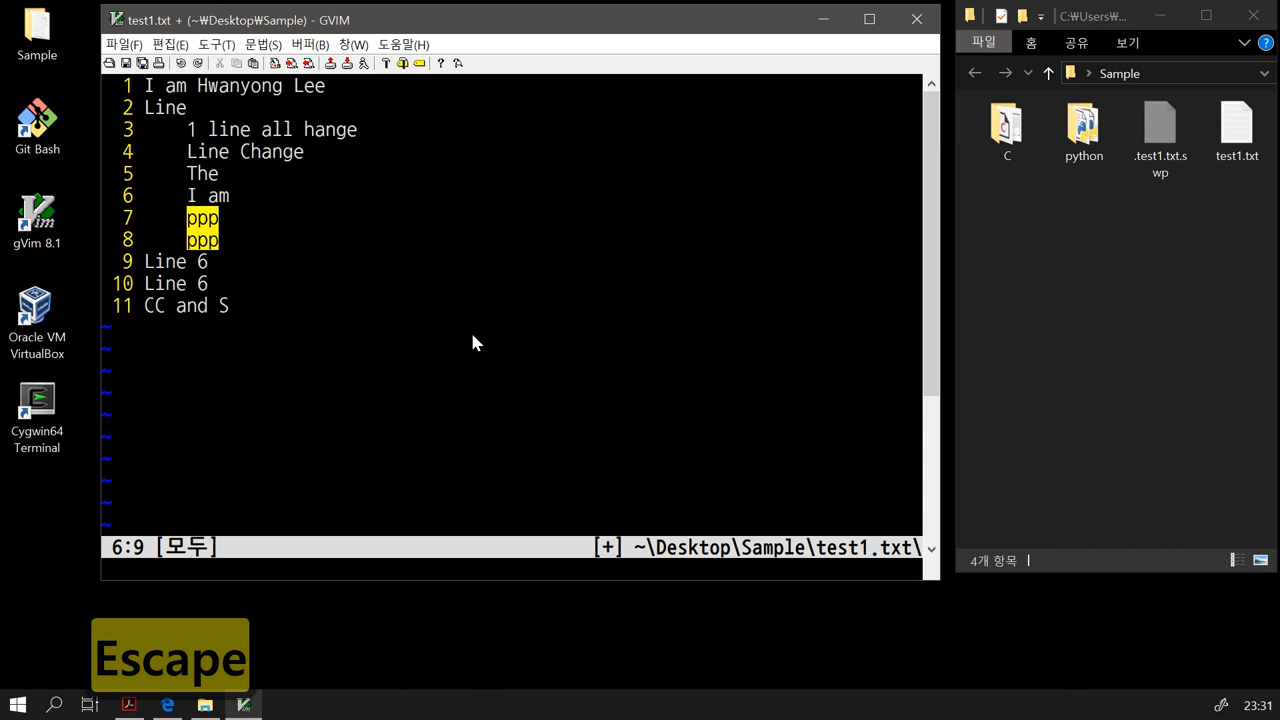 Sample
Git Bash
gVim 8.1
Oracle VM
VirtualBox
Cygwin64
Terminal
test1.txt + (~₩Desktop₩Sample) - GVIM
파일(F) 편집(E) 도구(T) 문법(S) 버퍼(B) 창(W) 도움말(H)
1 I am Hwanyong Lee
2 Line
3 1 line all hange
4 Line Change
5 The
6 I am
7 ppp
8 ppp
9 Line 6
10 Line 6
11 CC and S
~
~
~
~
~
~
~
~
~
~
6:9 [모두] [+] ~\Desktop\Sample\test1.txt\
C:₩Users₩...
파일 홈 공유 보기
Sample
C
python
.test1.txt.s
wp
test1.txt
4개 항목
Escape
23:31